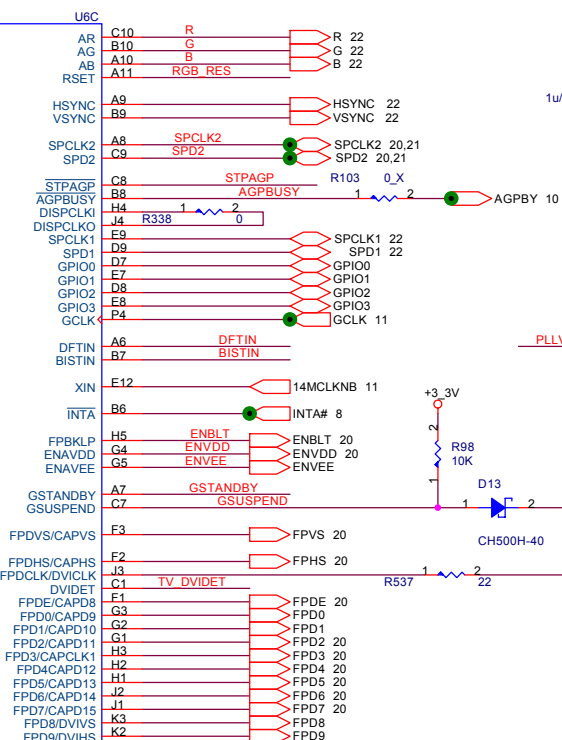 U6C
AR C10 R R 22
AG B10 G G 22
AB A10 B B 22
RSET A11 RGB_RES
HSYNC A9 HSYNC 22
VSYNC B9 VSYNC 22
1u/
SPCLK2 A8 SPCLK2 SPCLK2 20,21
SPD2 C9 SPD2 SPD2 20,21
STPAGP C8 STPAGP R103 0_X
AGPBUSY B8 AGPBUSY 1 2 AGPBY 10
DISPCLKI H4 1 2
DISPCLKO J4 R338 0
SPCLK1 E9 SPCLK1 22
SPD1 D9 SPD1 22
GPIO0 D7 GPIO0
GPIO1 E7 GPIO1
GPIO2 D8 GPIO2
GPIO3 E8 GPIO3
GCLK P4 GCLK 11
DFTIN A6 DFTIN PLLV
BISTIN B7 BISTIN
XIN E12 14MCLKNB 11
+3_3V
INTA B6 INTA# 8
2
FPBKLP H5 ENBLT ENBLT 20
ENAVDD G4 ENVDD ENVDD 20 R98
ENAVEE G5 ENVEE ENVEE 10K
1
GSTANDBY A7 GSTANDBY D13
GSUSPEND C7 GSUSPEND 1 2
FPDVS/CAPVS F3 FPVS 20
CH500H-40
FPDHS/CAPHS F2 FPHS 20
FPDCLK/DVICLK J3 1 2
DVIDET C1 TV_DVIDET R537 22
FPDE/CAPD8 F1 FPDE 20
FPD0/CAPD9 G3 FPD0
FPD1/CAPD10 G2 FPD1
FPD2/CAPD11 G1 FPD2 20
FPD3/CAPCLK1 H3 FPD3 20
FPD4CAPD12 H2 FPD4 20
FPD5/CAPD13 H1 FPD5 20
FPD6/CAPD14 J2 FPD6 20
FPD7/CAPD15 J1 FPD7 20
FPD8/DVIVS K3 FPD8
FPD9/DVIHS K2 FPD9